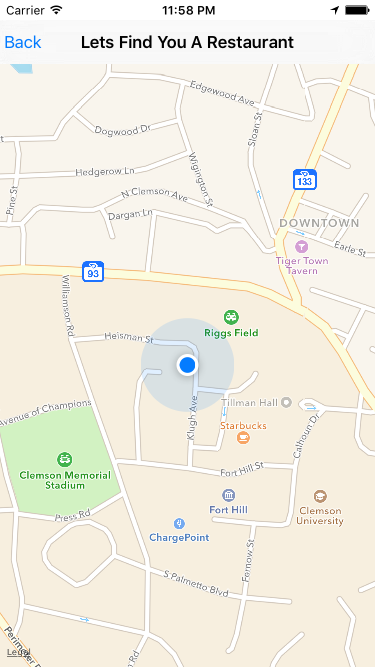 Carrier 11:58 PM
Back Lets Find You A Restaurant
Edgewood Ave
Dogwood Dr
Sloan St
Wigington St
Hedgerow Ln
133
Pine St
N Clemson Ave
Dargan Ln
DOWNTOWN
Earle St
Tiger Town
Tavern
93
Williamson Rd
Riggs Field
Heisman St
Klugh Ave
Tillman Hall
Avenue of Champions
Starbucks
Calhoun Dr
Clemson Memorial
Stadium
Fort Hill St
Fort Hill
Clemson
University
Press Rd
ChargePoint
Fernow St
S Palmetto Blvd
Perimeter
Rd
Legal